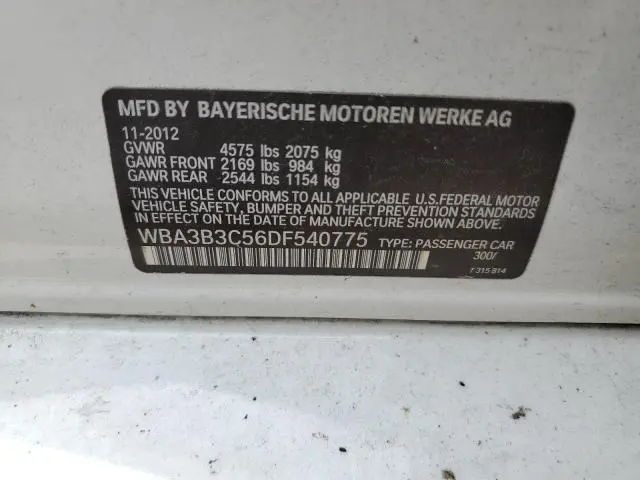 MFD BY BAYERISCHE MOTOREN WERKE AG
11-2012
GVWR 4575 lbs 2075 kg
GAWR FRONT 2169 lbs 984 kg
GAWR REAR 2544 lbs 1154 kg
THIS VEHICLE CONFORMS TO ALL APPLICABLE U.S.FEDERAL MOTOR
VEHICLE SAFETY, BUMPER AND THEFT PREVENTION STANDARDS
IN EFFECT ON THE DATE OF MANUFACTURE SHOWN ABOVE.
WBA3B3C56DF540775 TYPE: PASSENGER CAR
300/
F315814